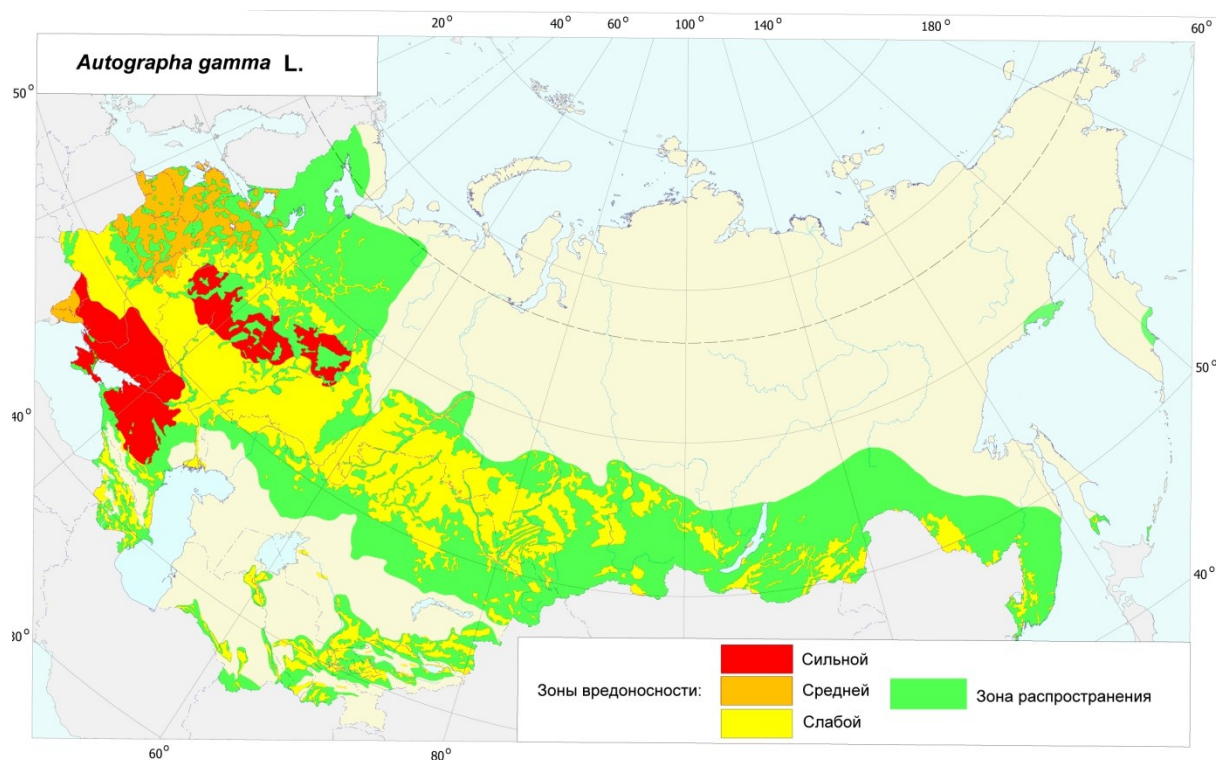 20° 40° 60° 100° 140° 180° 60°
Autographa gamma L.
50°
50°
40°
40°
30°
Сильной
Зоны вредоносности: Средней Зона распространения
Слабой
60° 80°